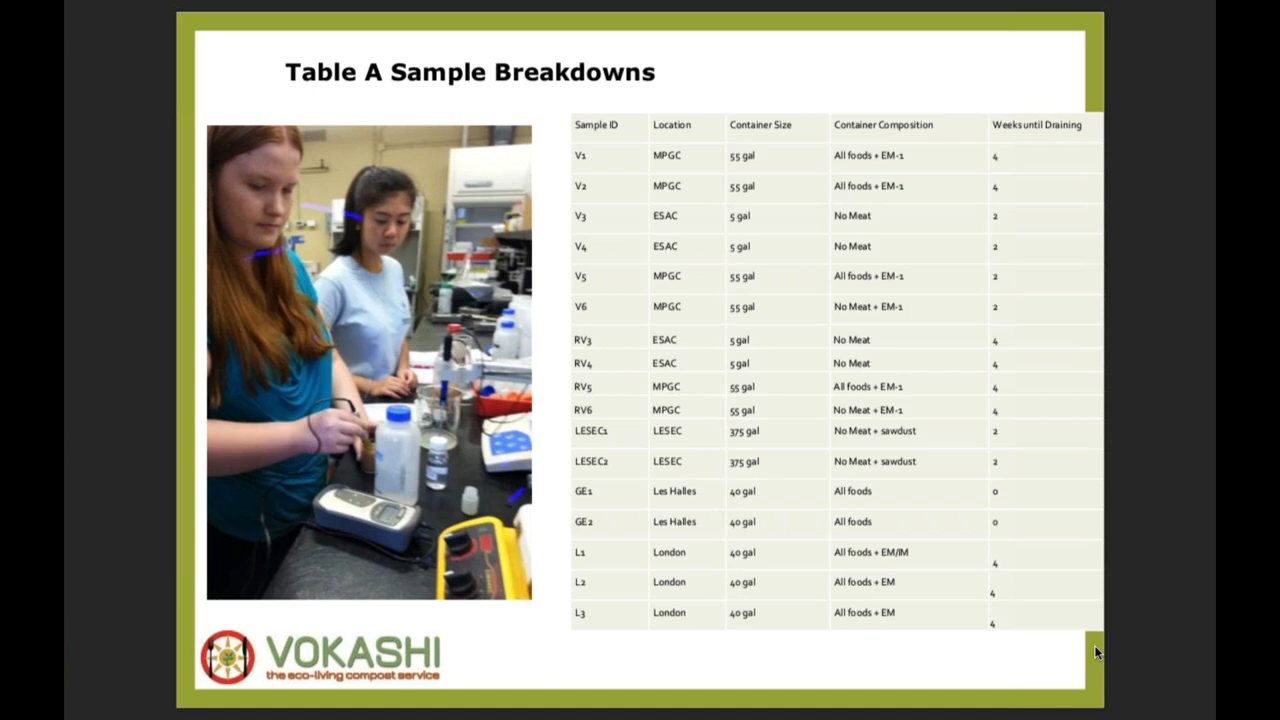 Table A Sample Breakdowns
Sample ID Location Container Size Container Composition Weeks until Draining
V1 MPGC 55 gal All foods + EM-1 4
V2 MPGC 55 gal All foods + EM-1 4
V3 ESAC 5 gal No Meat 2
V4 ESAC 5 gal No Meat 2
V5 MPGC 55 gal All foods + EM-1 2
V6 MPGC 55 gal No Meat + EM-1 2
RV3 ESAC 5 gal No Meat 4
RV4 ESAC 5 gal No Meat 4
RV5 MPGC 55 gal All foods + EM-1 4
RV6 MPGC 55 gal No Meat + EM-1 4
LESEC1 LESEC 375 gal No Meat + sawdust 2
LESEC2 LESEC 375 gal No Meat + sawdust 2
GE1 Les Halles 40 gal All foods 0
GE2 Les Halles 40 gal All foods 0
L1 London 40 gal All foods + EM/IM 4
L2 London 40 gal All foods + EM 4
L3 London 40 gal All foods + EM 4
VOKASHI
the eco-living compost service